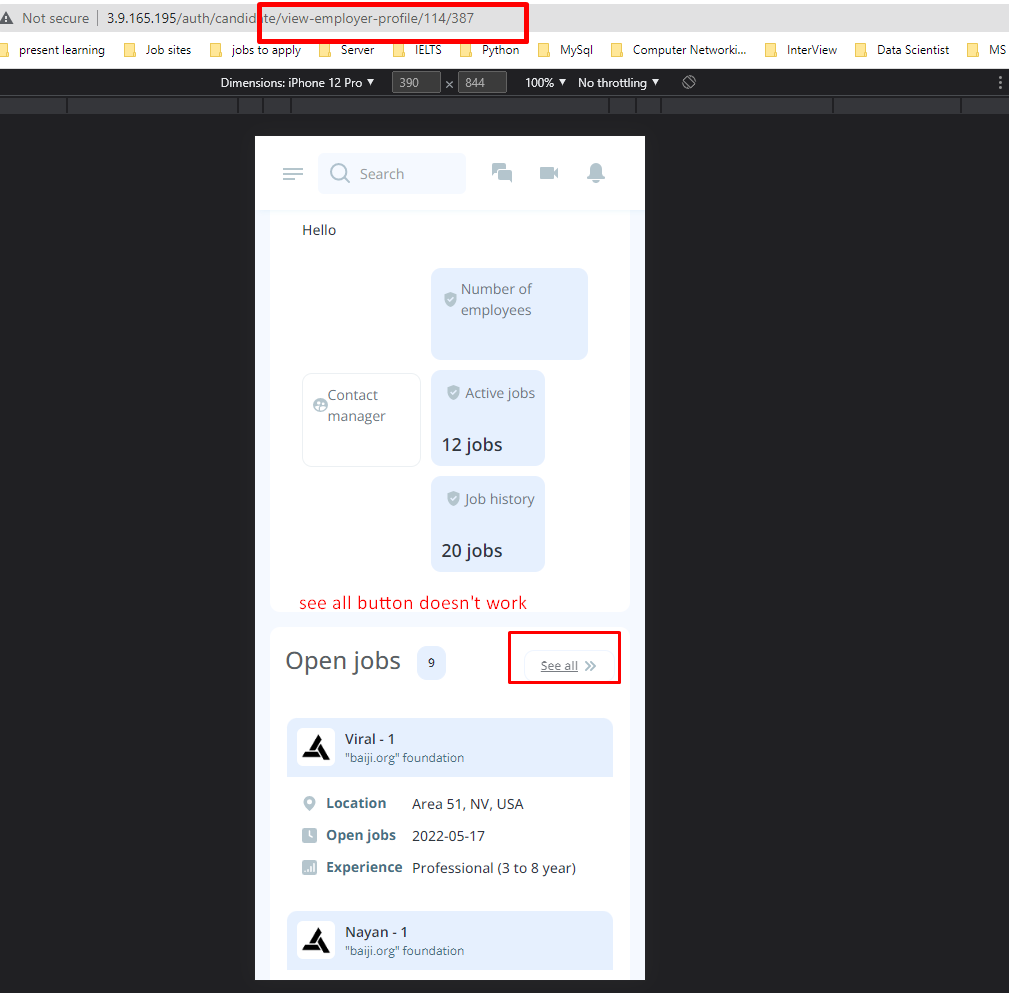 Not secure | 3.9.165.195/auth/candidate/view-employer-profile/114/387
present learning Job sites jobs to apply Server IELTS Python MySql Computer Networki... InterView Data Scientist MS
Dimensions: iPhone 12 Pro ▼ 390 × 844 100% ▼ No throttling ▼
Search
Hello
Number of
employees
Contact
manager
Active jobs
12 jobs
Job history
20 jobs
see all button doesn't work
Open jobs 9 See all »
Viral - 1
"baiji.org" foundation
Location Area 51, NV, USA
Open jobs 2022-05-17
Experience Professional (3 to 8 year)
Nayan - 1
"baiji.org" foundation